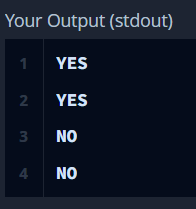 Your Output (stdout)
1 YES
2 YES
3 NO
4 NO